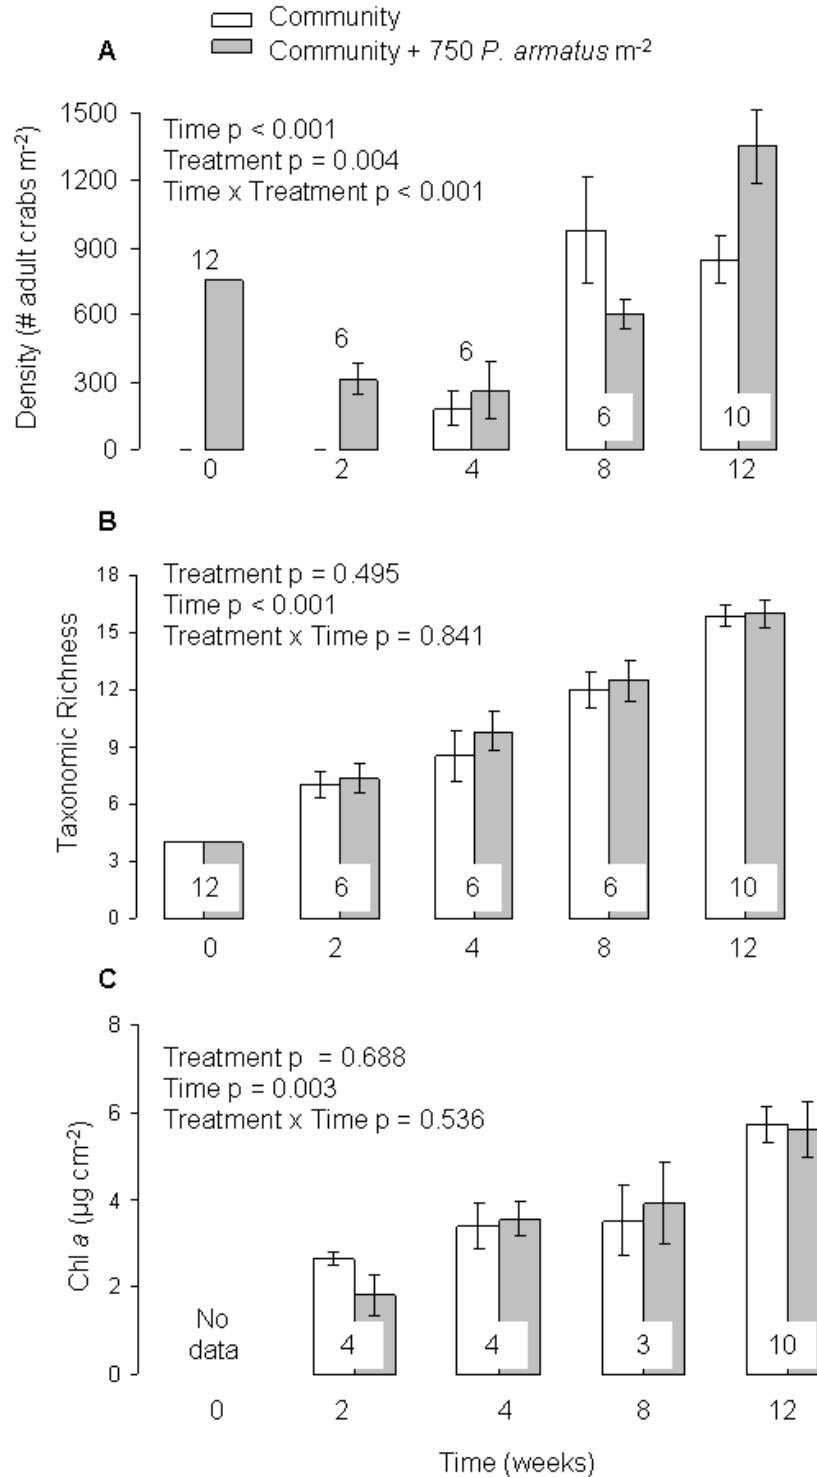 Community
Community + 750 P. armatus m-2
A
1500
1200
900
600
300
0
Density (# adult crabs m-2)
Time p < 0.001
Treatment p = 0.004
Time x Treatment p < 0.001
12
6
6
6
10
0
2
4
8
12
B
18
15
12
9
6
3
0
Taxonomic Richness
Treatment p = 0.495
Time p < 0.001
Treatment x Time p = 0.841
12
6
6
6
10
0
2
4
8
12
C
8
6
4
2
0
Chl a (µg cm-2)
Treatment p = 0.688
Time p = 0.003
Treatment x Time p = 0.536
No
data
4
4
3
10
0
2
4
8
12
Time (weeks)